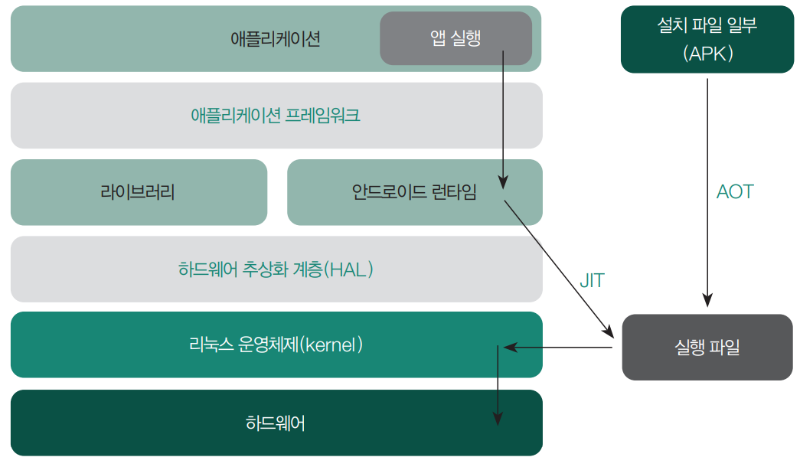 애플리케이션
앱 실행
설치 파일 일부
(APK)
애플리케이션 프레임워크
라이브러리
안드로이드 런타임
AOT
하드웨어 추상화 계층(HAL)
JIT
리눅스 운영체제(kernel)
실행 파일
하드웨어